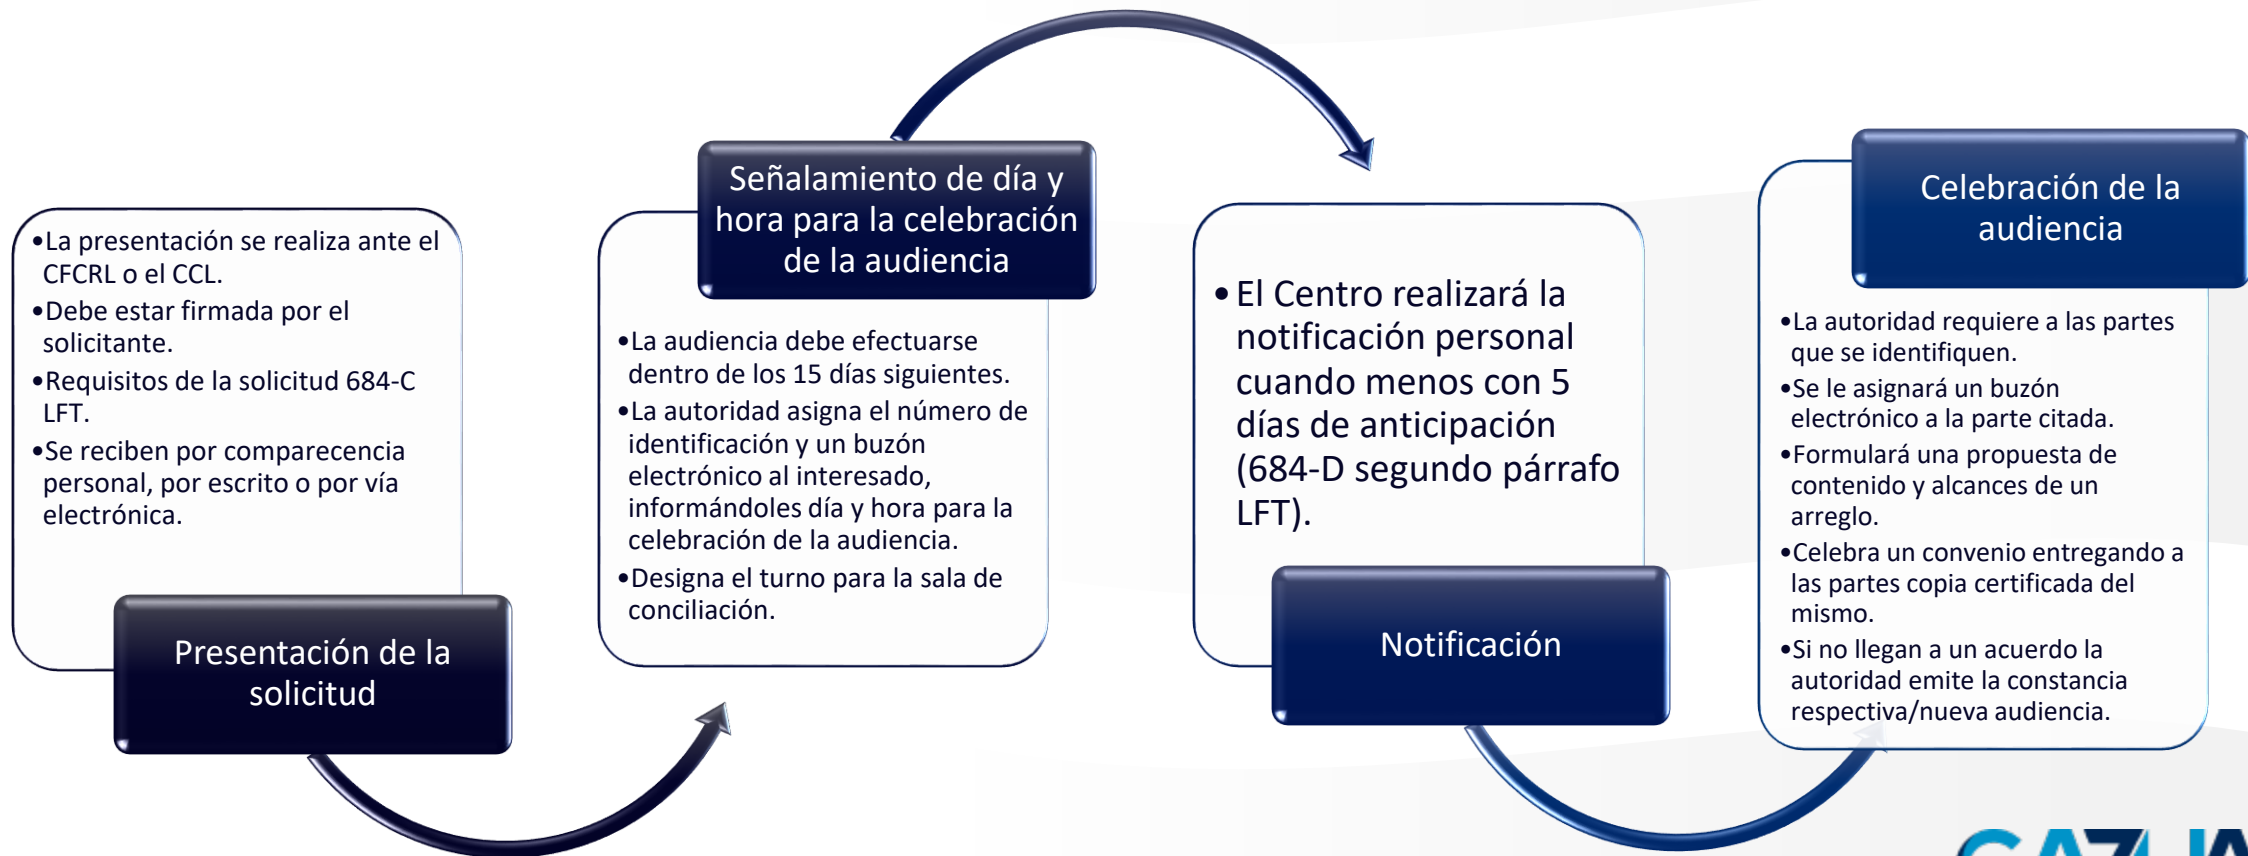 •La presentación se realiza ante el
CFCRL o el CCL.
•Debe estar firmada por el
solicitante.
•Requisitos de la solicitud 684-C
LFT.
•Se reciben por comparecencia
personal, por escrito o por vía
electrónica.
Presentación de la
solicitud
Señalamiento de día y
hora para la celebración
de la audiencia
•La audiencia debe efectuarse
dentro de los 15 días siguientes.
•La autoridad asigna el número de
identificación y un buzón
electrónico al interesado,
informándoles día y hora para la
celebración de la audiencia.
•Designa el turno para la sala de
conciliación.
•El Centro realizará la
notificación personal
cuando menos con 5
días de anticipación
(684-D segundo párrafo
LFT).
Notificación
Celebración de la
audiencia
•La autoridad requiere a las partes
que se identifiquen.
•Se le asignará un buzón
electrónico a la parte citada.
•Formulará una propuesta de
contenido y alcances de un
arreglo.
•Celebra un convenio entregando a
las partes copia certificada del
mismo.
•Si no llegan a un acuerdo la
autoridad emite la constancia
respectiva/nueva audiencia.